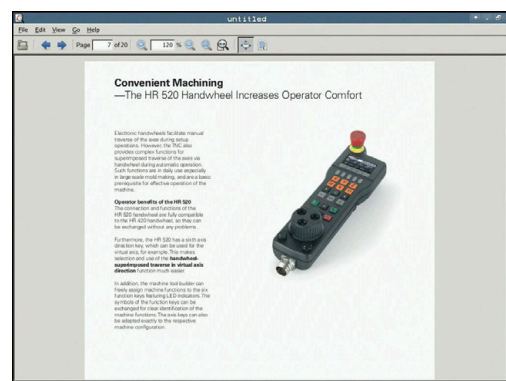 untitled
File Edit View Go Help
Page 7 of 20 120 %
Convenient Machining
—The HR 520 Handwheel Increases Operator Comfort
Electronic handwheels facilitate manual
traverse of the axes during setup
operations. However, the TNC also
provides complex functions for
superimposed traverse of the axes via
handwheel during automatic operation.
Such functions are in daily use especially
in large scale mold making, and are a basic
prerequisite for effective operation of the
machine.
Operator benefits of the HR 520
The connection and functions of the
HR 520 handwheel are fully compatible
to the HR 420 handwheel, so they can
be exchanged without any problems.
Furthermore, the HR 520 has a sixth axis
direction key, which can be used for the
virtual axis, for example. This makes
selection and use of the handwheel-
superimposed traverse in virtual axis
direction function much easier.
In addition, the machine tool builder can
freely assign machine functions to the six
function keys featuring LED indicators. The
symbols of the function keys can be
exchanged for clear identification of the
machine functions. The axis keys can also
be adapted exactly to the respective
machine configuration.